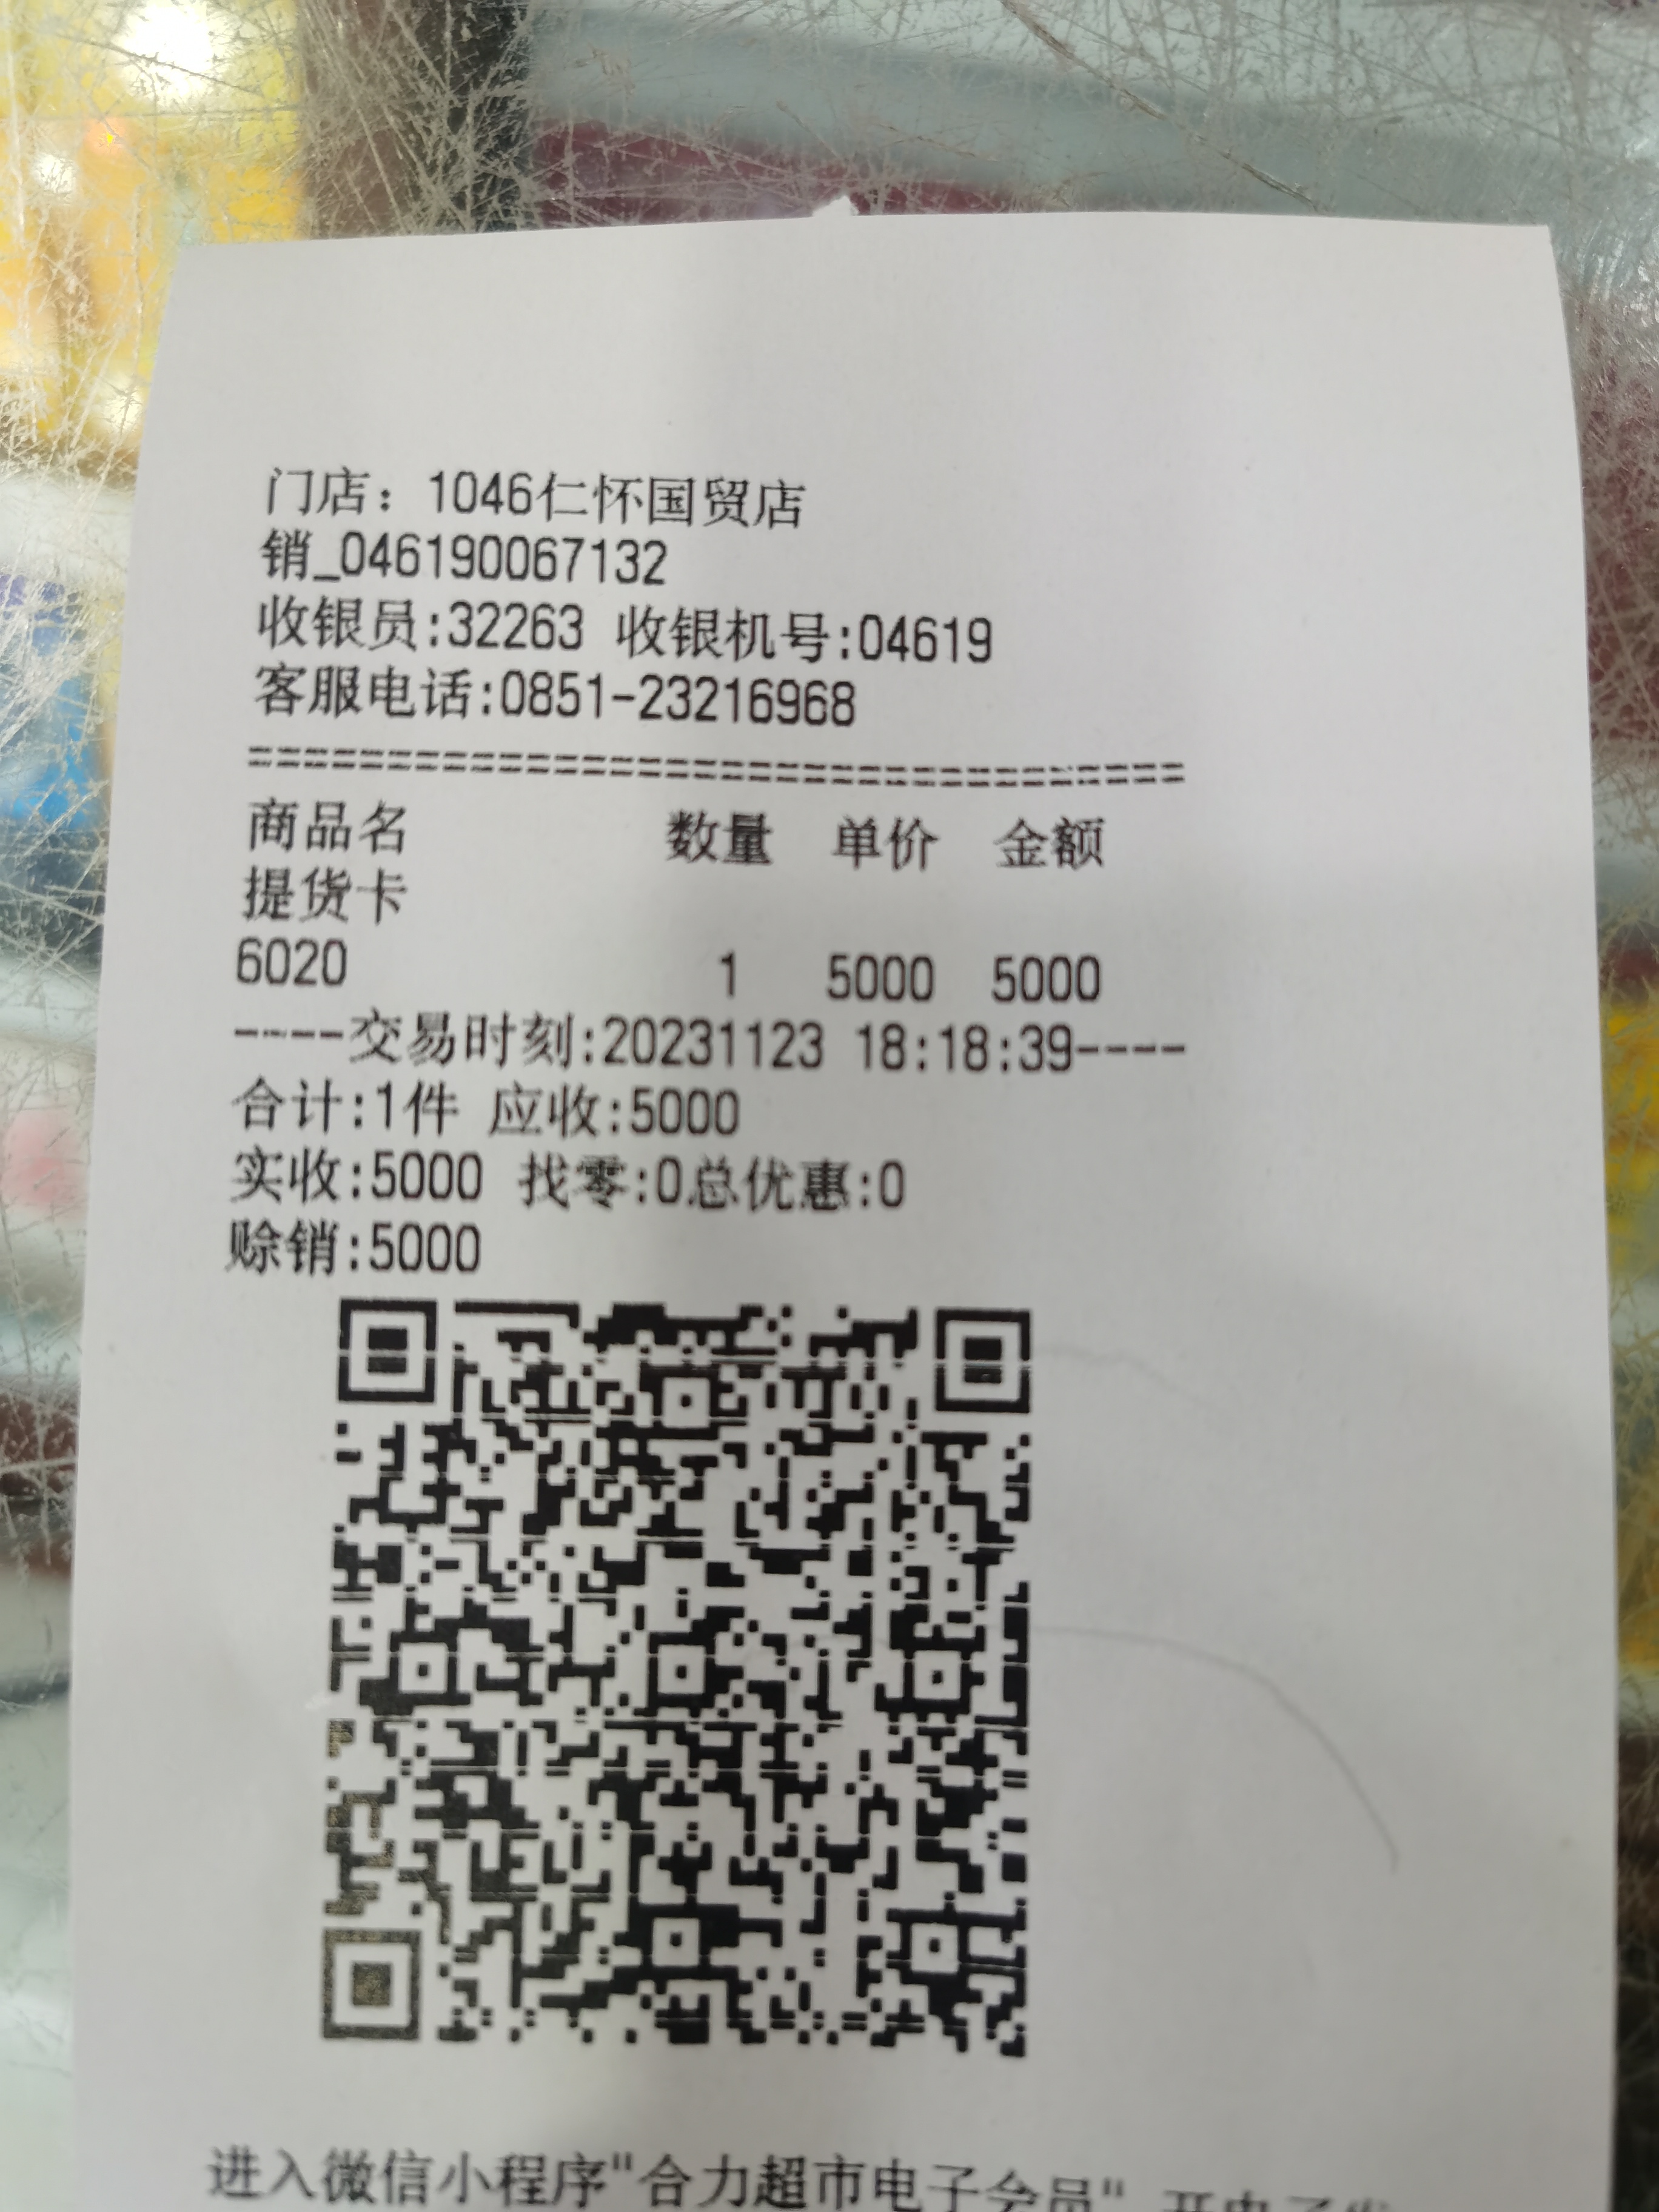 门店：1046仁怀国贸店
销_046190067132
收银员:32263 收银机号:04619
客服电话:0851-23216968
==================================
商品名 数量 单价 金额
提货卡
6020 1 5000 5000
----交易时刻:20231123 18:18:39----
合计:1件 应收:5000
实收:5000 找零:0总优惠:0
赊销:5000
进入微信小程序"合力超市电子会员" 开电子发